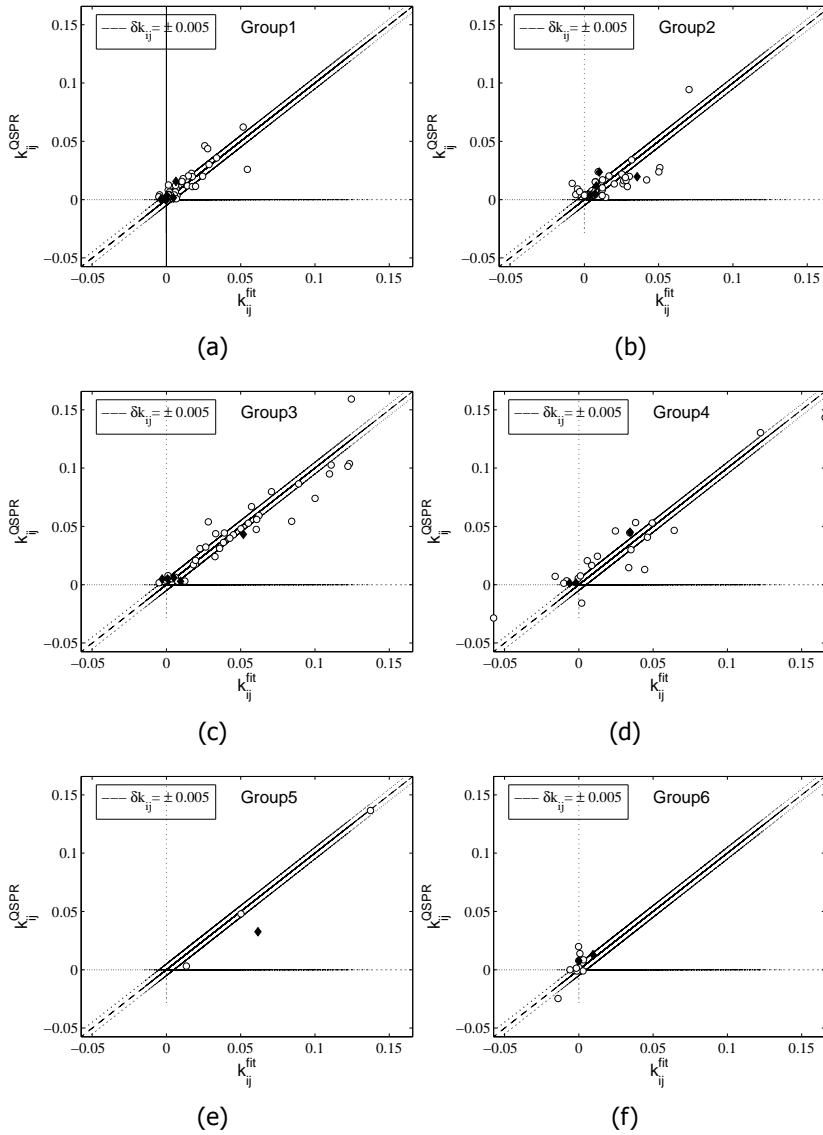 −−− δk_ij = ± 0.005
Group1
0.15
0.1
0.05
0
−0.05
k_ij^QSPR
−0.05 0 0.05 0.1 0.15
k_ij^fit
(a)
−−− δk_ij = ± 0.005
Group2
0.15
0.1
0.05
0
−0.05
k_ij^QSPR
−0.05 0 0.05 0.1 0.15
k_ij^fit
(b)
−−− δk_ij = ± 0.005
Group3
0.15
0.1
0.05
0
−0.05
k_ij^QSPR
−0.05 0 0.05 0.1 0.15
k_ij^fit
(c)
−−− δk_ij = ± 0.005
Group4
0.15
0.1
0.05
0
−0.05
k_ij^QSPR
−0.05 0 0.05 0.1 0.15
k_ij^fit
(d)
−−− δk_ij = ± 0.005
Group5
0.15
0.1
0.05
0
−0.05
k_ij^QSPR
−0.05 0 0.05 0.1 0.15
k_ij^fit
(e)
−−− δk_ij = ± 0.005
Group6
0.15
0.1
0.05
0
−0.05
k_ij^QSPR
−0.05 0 0.05 0.1 0.15
k_ij^fit
(f)